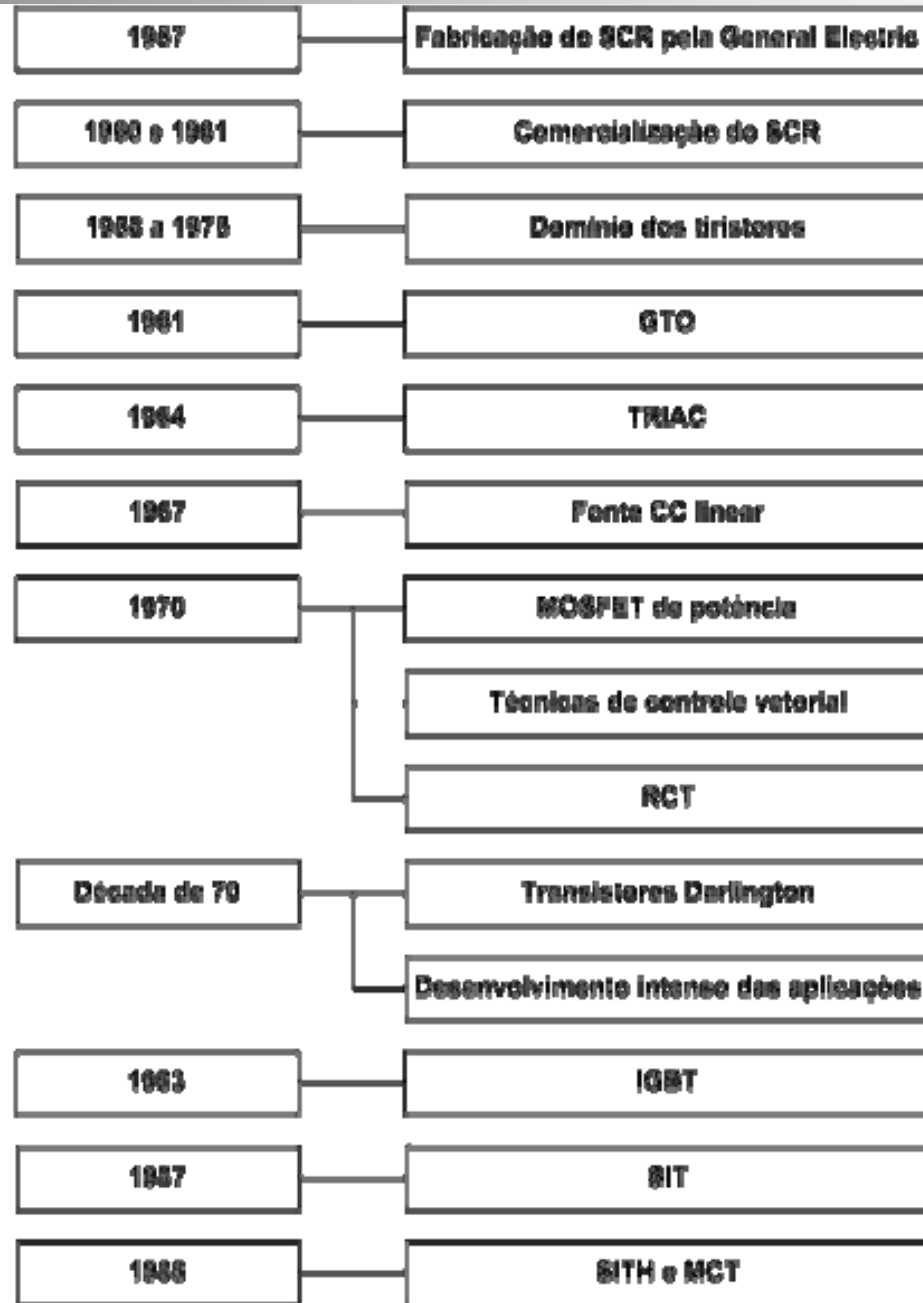 1957 Fabricação do SCR pela General Electric
1960 e 1961 Comercialização do SCR
Domínio dos tiristores
1961 GTO
1964 TRIAC
1967 Fonte CC linear
1970 MOSFET de potência
Técnicas de controle vetorial
RCT
Década de 70 Transistores Darlington
Desenvolvimento intenso das aplicações
1983 IGBT
1987 SIT
1988 SITH e MCT